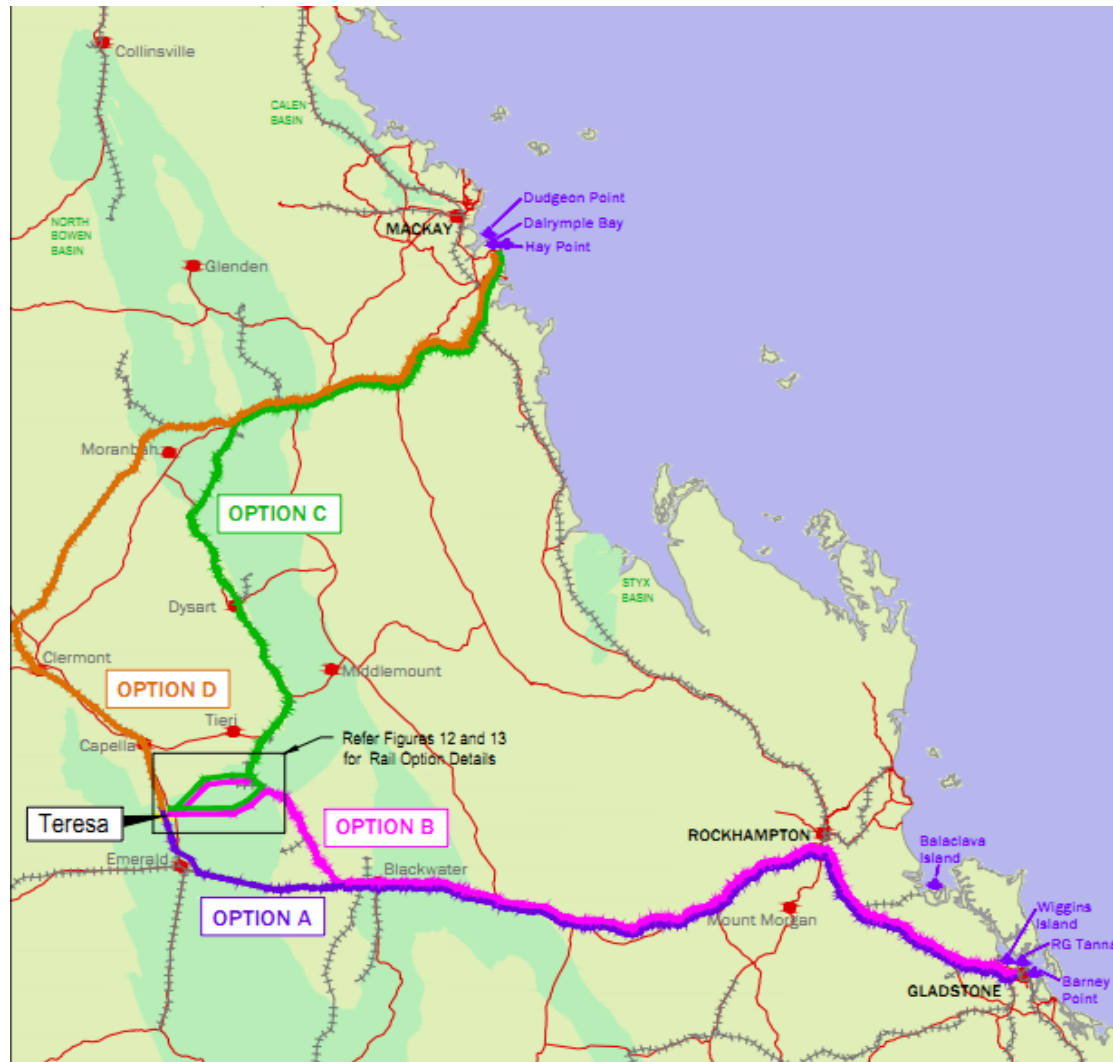 Collinsville
CALEN
BASIN
Dudgeon Point
MACKAY
Dalrymple Bay
Hay Point
NORTH
BOWEN
BASIN
Glenden
Moranbah
OPTION C
STYX
BASIN
Dysart
Clermont
Middlemount
OPTION D
Tieri
Capella
Refer Figures 12 and 13
for Rail Option Details
Teresa
OPTION B
ROCKHAMPTON
Balaclava
Island
Emerald
Blackwater
OPTION A
Mount Morgan
Wiggins
Island
RG Tanna
GLADSTONE
Barney
Point